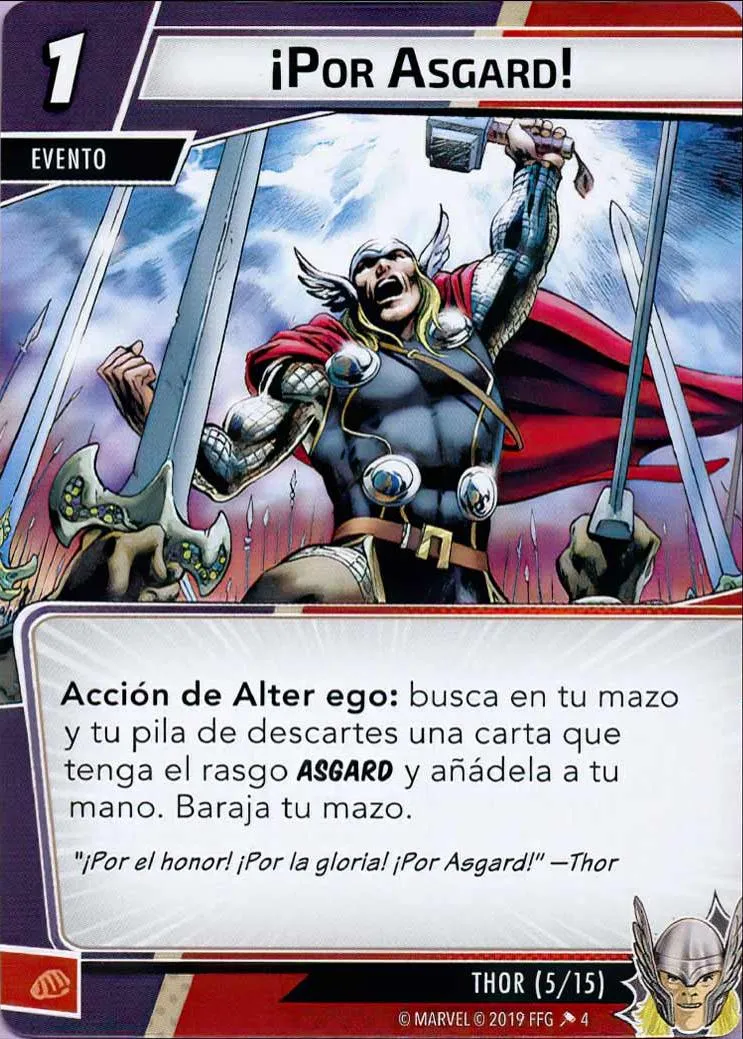 1
¡POR ASGARD!
EVENTO
Acción de Alter ego: busca en tu mazo
y tu pila de descartes una carta que
tenga el rasgo ASGARD y añádela a tu
mano. Baraja tu mazo.
"¡Por el honor! ¡Por la gloria! ¡Por Asgard!" —Thor
THOR (5/15)
© MARVEL © 2019 FFG 4